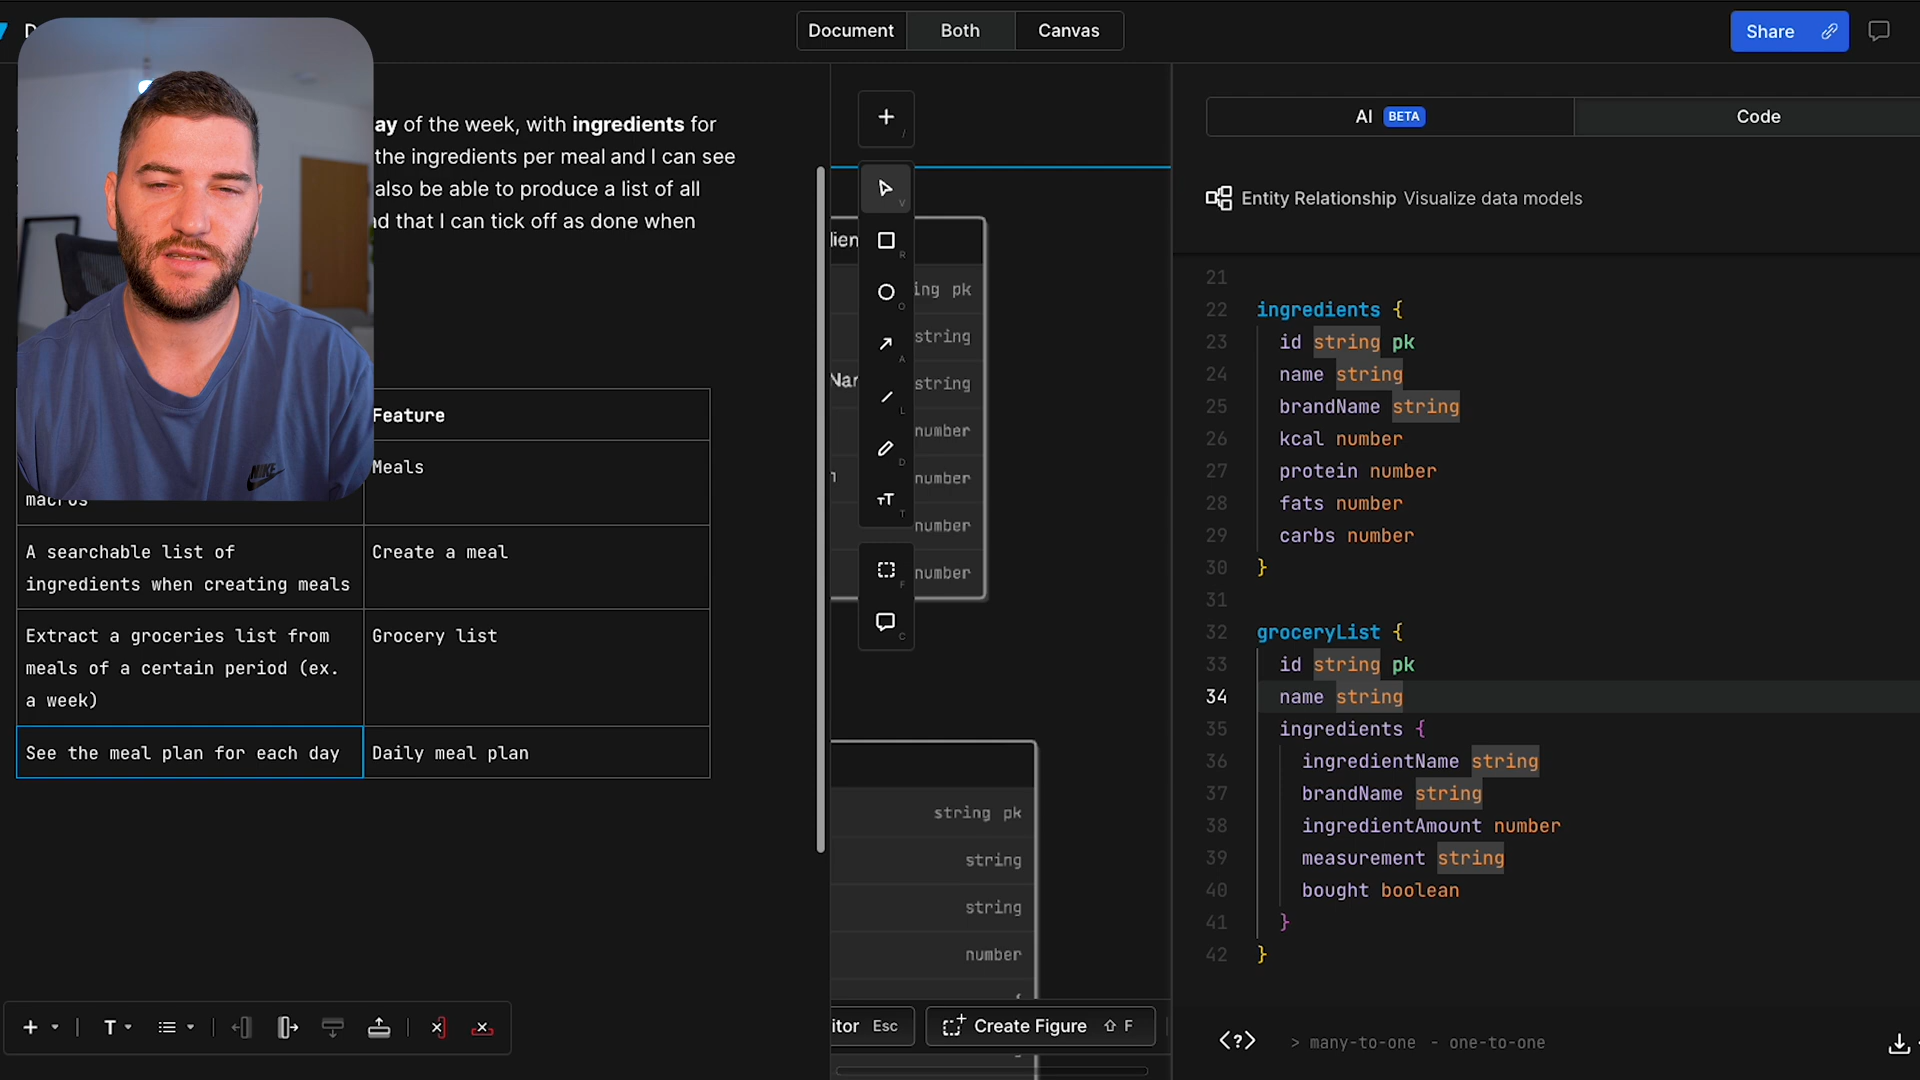 Document
Both
Canvas
Share
ay of the week, with ingredients for
the ingredients per meal and I can see
also be able to produce a list of all
d that I can tick off as done when
Feature
macros
Meals
A searchable list of
ingredients when creating meals
Create a meal
Extract a groceries list from
meals of a certain period (ex.
a week)
Grocery list
See the meal plan for each day
Daily meal plan
NIKE
T
/
V
R
O
A
L
D
TT
T
F
C
dien
ing pk
string
Nar
string
number
number
number
number
string pk
string
string
number
itor Esc
Create Figure ⇧ F
AI BETA
Code
Entity Relationship Visualize data models
21
22 ingredients {
23 id string pk
24 name string
25 brandName string
26 kcal number
27 protein number
28 fats number
29 carbs number
30 }
31
32 groceryList {
33 id string pk
34 name string
35 ingredients {
36 ingredientName string
37 brandName string
38 ingredientAmount number
39 measurement string
40 bought boolean
41 }
42 }
<?> > many-to-one - one-to-one